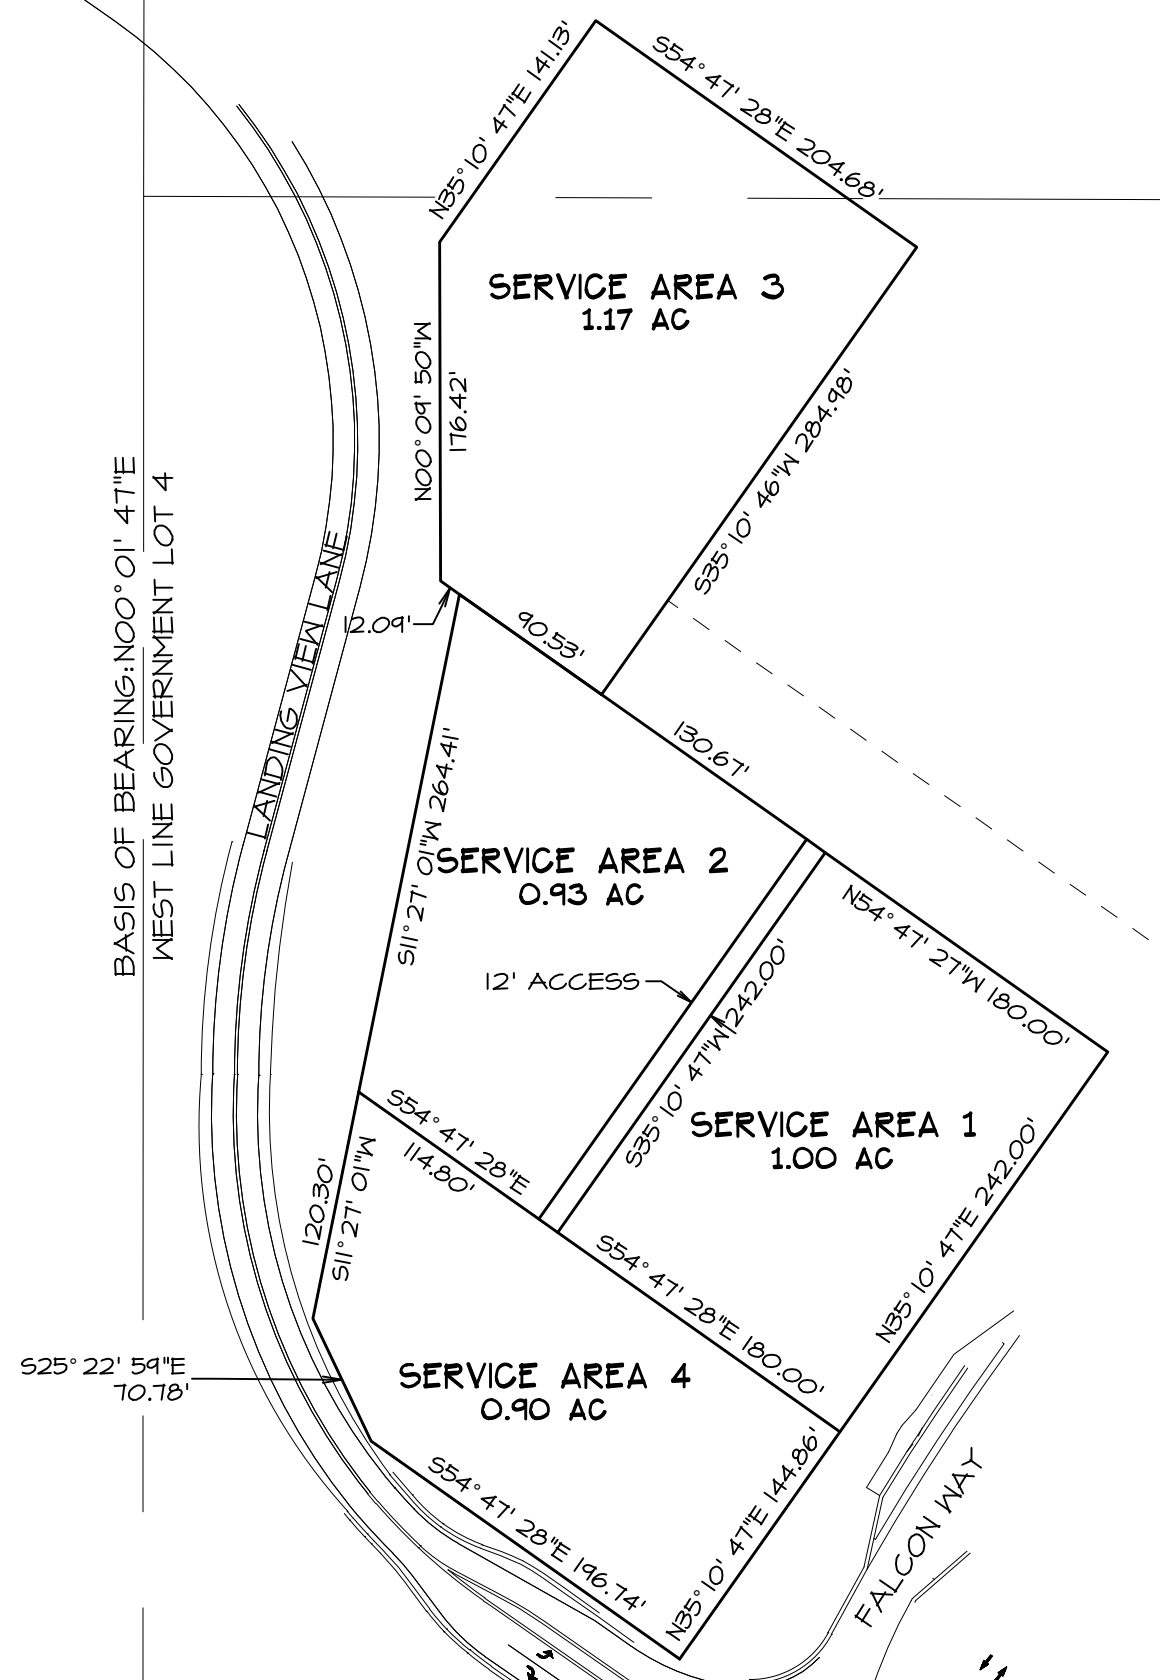 N35°10' 47"E 141.13'
S54°47' 28"E 204.68'
SERVICE AREA 3
1.17 AC
N00°09' 50"W
176.42'
S35°10' 46"W 284.98'
BASIS OF BEARING:N00°01' 47"E
WEST LINE GOVERNMENT LOT 4
LANDING VIEW LANE
12.09'
90.53'
130.67'
S11°27' 01"W 264.41'
SERVICE AREA 2
0.93 AC
N54°47' 27"W 180.00'
12' ACCESS
S35°10' 47"W 242.00'
SERVICE AREA 1
1.00 AC
S54°47' 28"E
114.80'
N35°10' 47"E 242.00'
120.30'
S11°27' 01"W
S54°47' 28"E 180.00'
S25°22' 59"E
70.78'
SERVICE AREA 4
0.90 AC
S54°47' 28"E 196.74'
N35°10' 47"E 144.86'
FALCON WAY